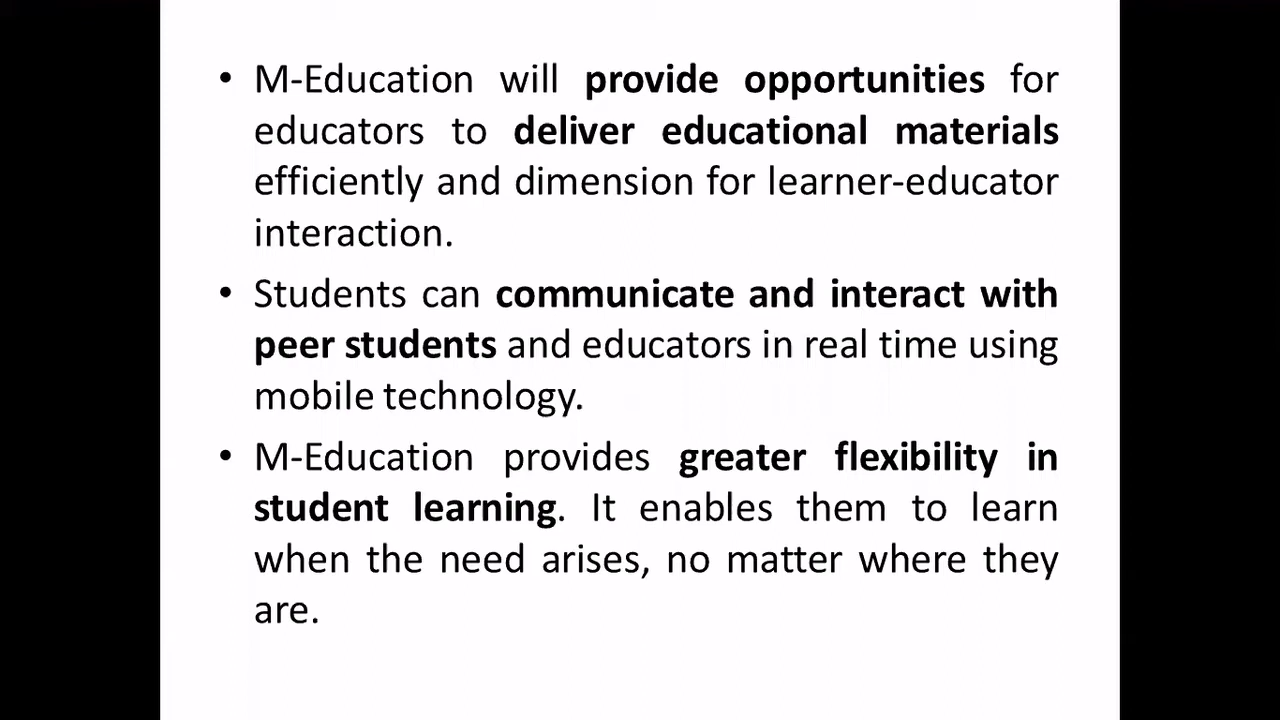 • M-Education will provide opportunities for
educators to deliver educational materials
efficiently and dimension for learner-educator
interaction.
• Students can communicate and interact with
peer students and educators in real time using
mobile technology.
• M-Education provides greater flexibility in
student learning. It enables them to learn
when the need arises, no matter where they
are.